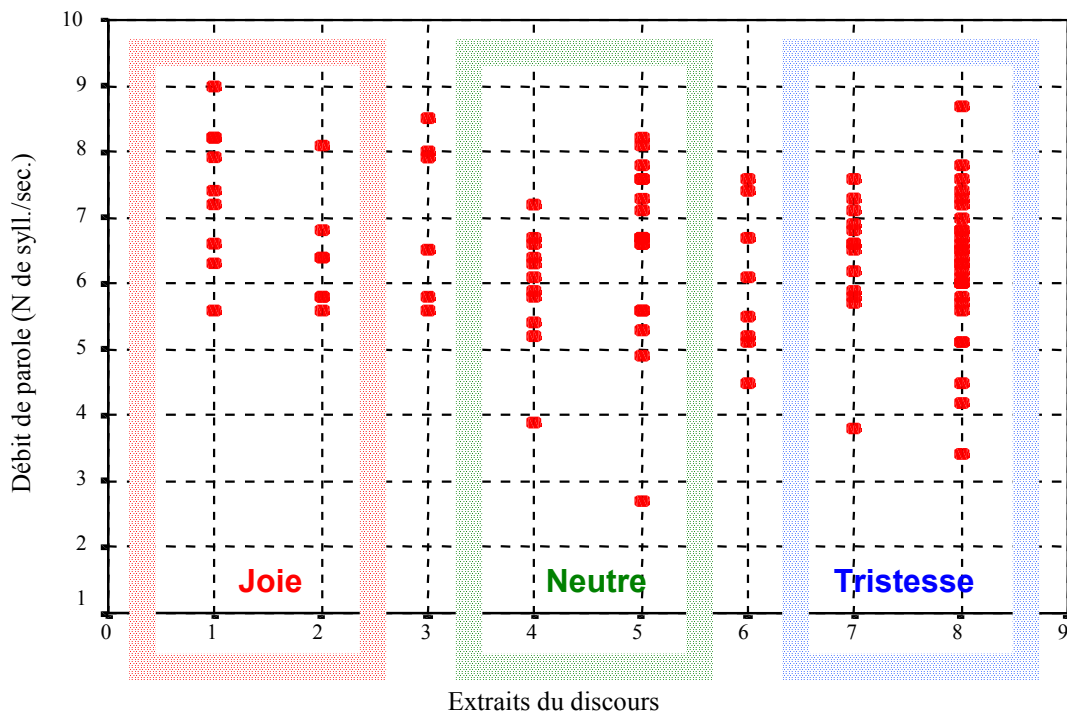 10
9
8
7
6
5
4
3
2
1
Débit de parole (N de syll./sec.)
Joie
Neutre
Tristesse
0 1 2 3 4 5 6 7 8 9
Extraits du discours